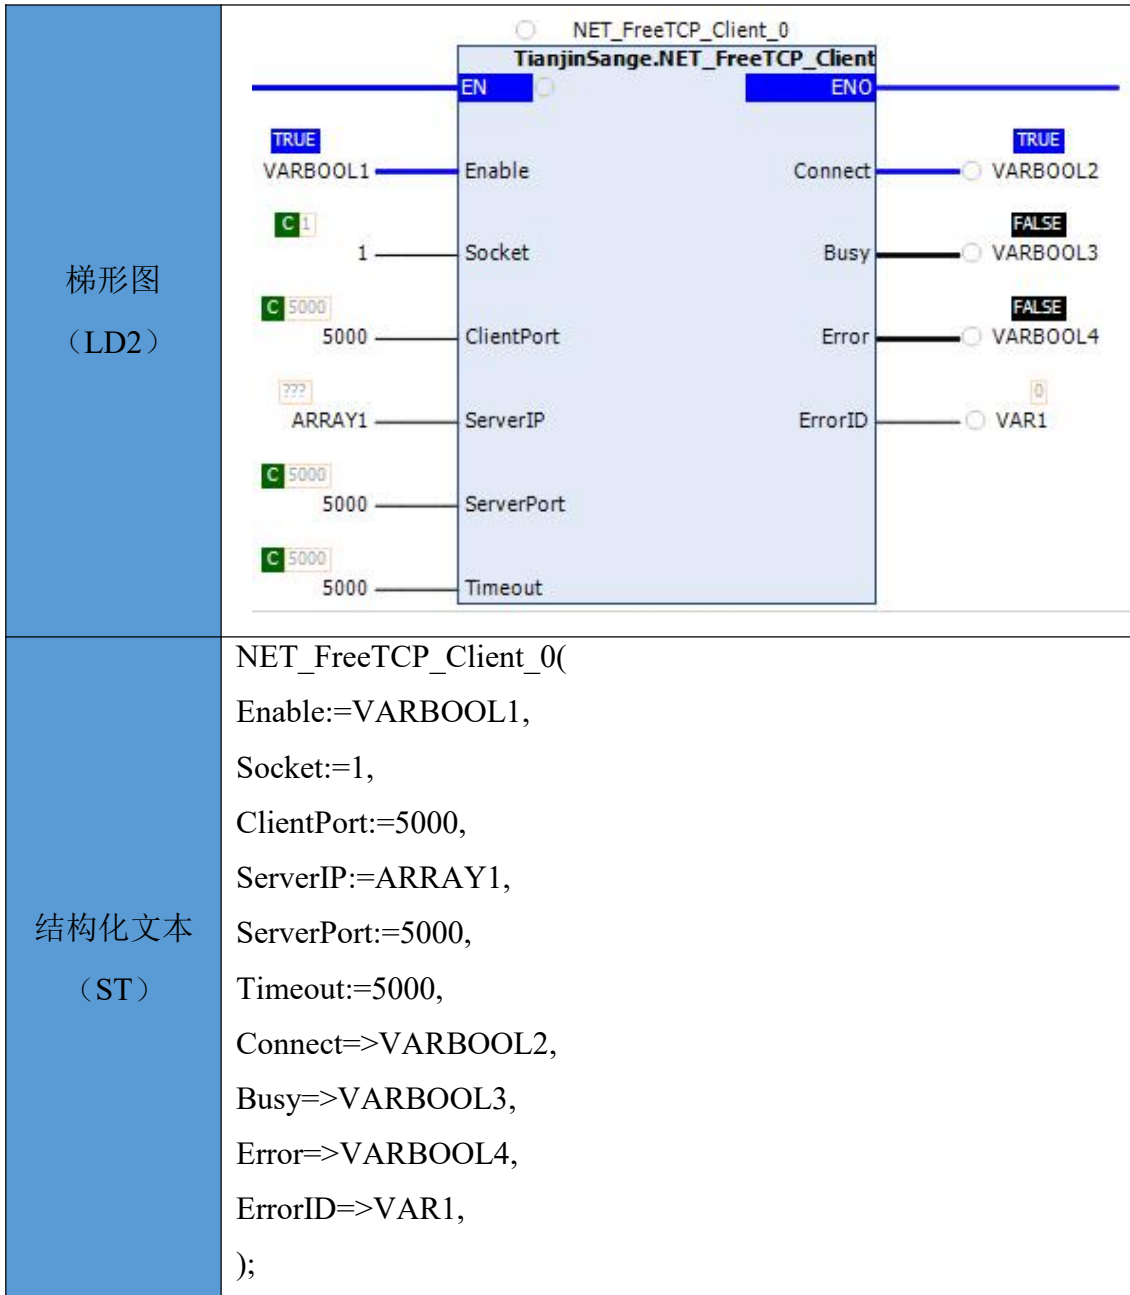 梯形图
（LD2）
NET_FreeTCP_Client_0
TianjinSange.NET_FreeTCP_Client
EN ENO
TRUE TRUE
VARBOOL1 Enable Connect VARBOOL2
C 1 FALSE
1 Socket Busy VARBOOL3
C 5000 FALSE
5000 ClientPort Error VARBOOL4
??? 0
ARRAY1 ServerIP ErrorID VAR1
C 5000
5000 ServerPort
C 5000
5000 Timeout
结构化文本
（ST）
NET_FreeTCP_Client_0(
Enable:=VARBOOL1,
Socket:=1,
ClientPort:=5000,
ServerIP:=ARRAY1,
ServerPort:=5000,
Timeout:=5000,
Connect=>VARBOOL2,
Busy=>VARBOOL3,
Error=>VARBOOL4,
ErrorID=>VAR1,
);